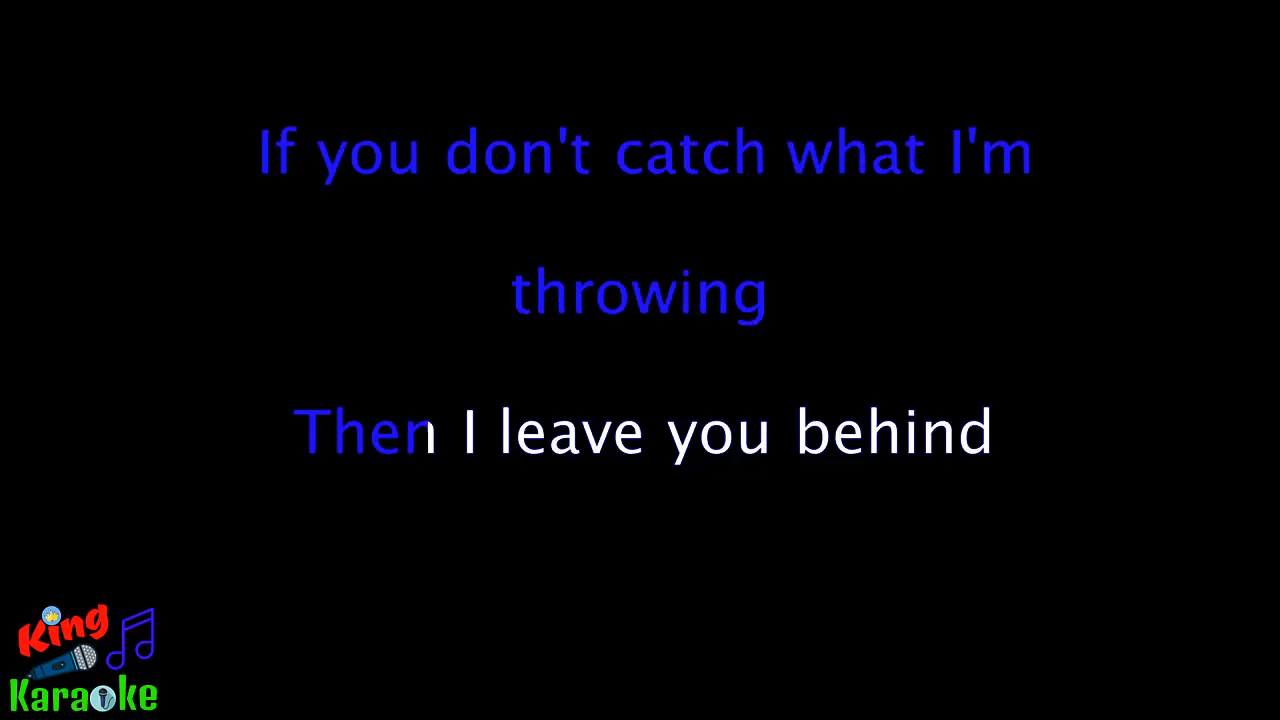 If you don't catch what I'm
throwing
Then I leave you behind
King
Karaoke